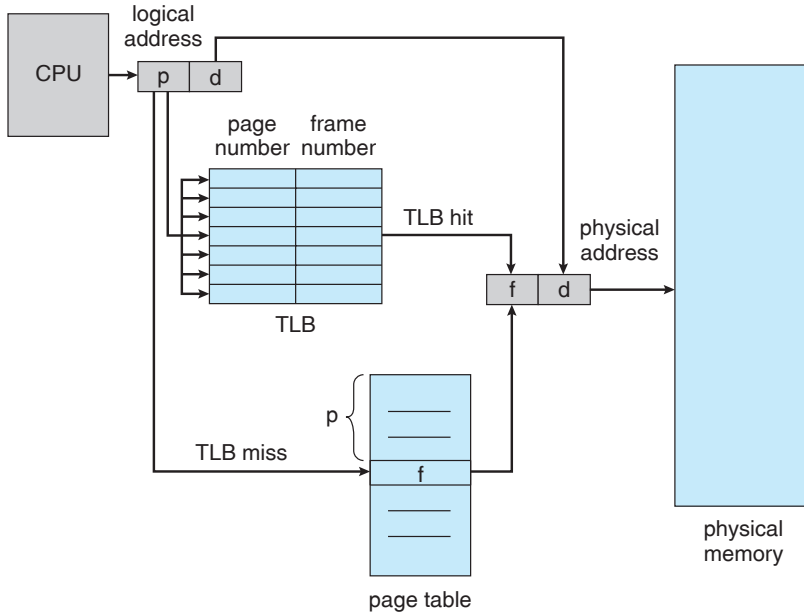 logical
address
CPU
p
d
page
number
frame
number
TLB hit
physical
address
f
d
TLB
p
TLB miss
f
page table
physical
memory